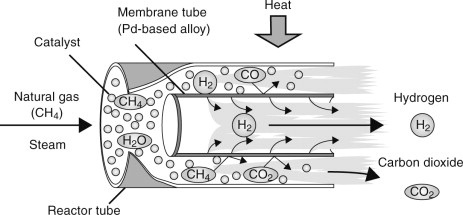 Heat
Membrane tube
(Pd-based alloy)
Catalyst
H₂
CO
Natural gas
(CH₄)
CH₄
Hydrogen
H₂
H₂
Steam
H₂O
Carbon dioxide
CH₄
CO₂
CO₂
Reactor tube